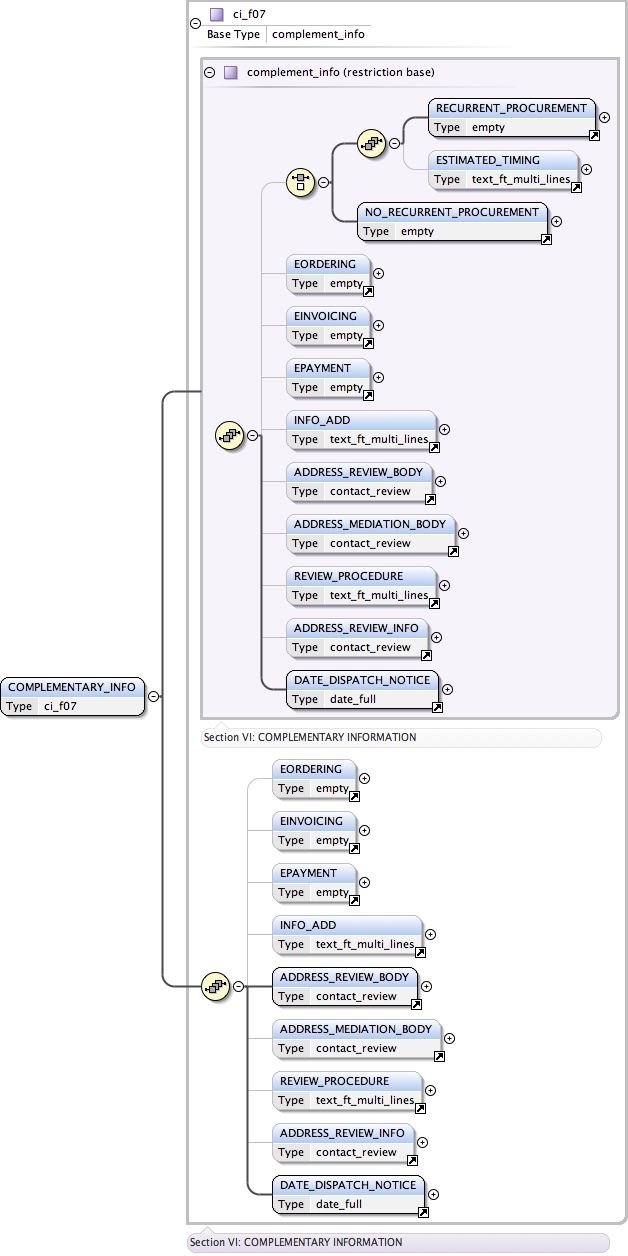 ci_f07
Base Type complement_info
complement_info (restriction base)
RECURRENT_PROCUREMENT
Type empty
ESTIMATED_TIMING
Type text_ft_multi_lines
NO_RECURRENT_PROCUREMENT
Type empty
EORDERING
Type empty
EINVOICING
Type empty
EPAYMENT
Type empty
INFO_ADD
Type text_ft_multi_lines
ADDRESS_REVIEW_BODY
Type contact_review
ADDRESS_MEDIATION_BODY
Type contact_review
REVIEW_PROCEDURE
Type text_ft_multi_lines
ADDRESS_REVIEW_INFO
Type contact_review
DATE_DISPATCH_NOTICE
Type date_full
COMPLEMENTARY_INFO
Type ci_f07
Section VI: COMPLEMENTARY INFORMATION
EORDERING
Type empty
EINVOICING
Type empty
EPAYMENT
Type empty
INFO_ADD
Type text_ft_multi_lines
ADDRESS_REVIEW_BODY
Type contact_review
ADDRESS_MEDIATION_BODY
Type contact_review
REVIEW_PROCEDURE
Type text_ft_multi_lines
ADDRESS_REVIEW_INFO
Type contact_review
DATE_DISPATCH_NOTICE
Type date_full
Section VI: COMPLEMENTARY INFORMATION